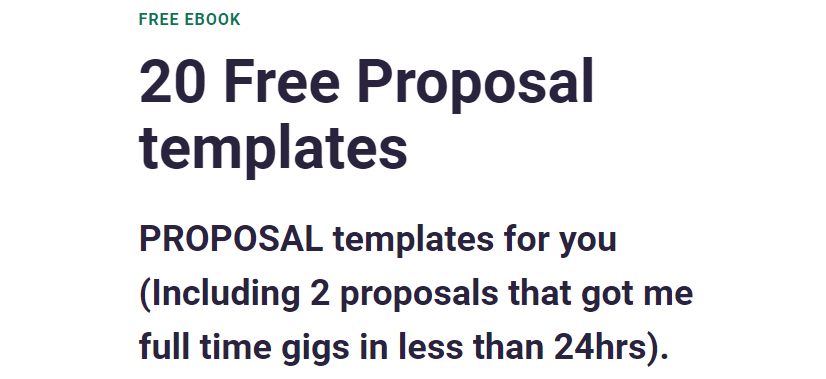 FREE EBOOK
20 Free Proposal
templates
PROPOSAL templates for you
(Including 2 proposals that got me
full time gigs in less than 24hrs).